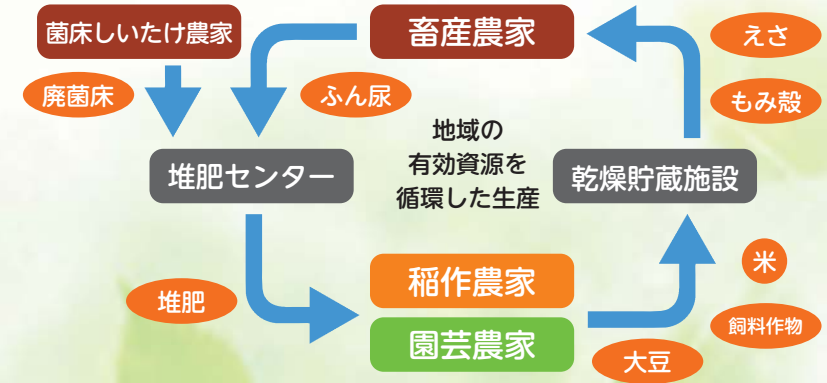 菌床しいたけ農家
畜産農家
えさ
廃菌床
ふん尿
もみ殻
地域の
有効資源を
循環した生産
堆肥センター
乾燥貯蔵施設
堆肥
稲作農家
園芸農家
米
飼料作物
大豆